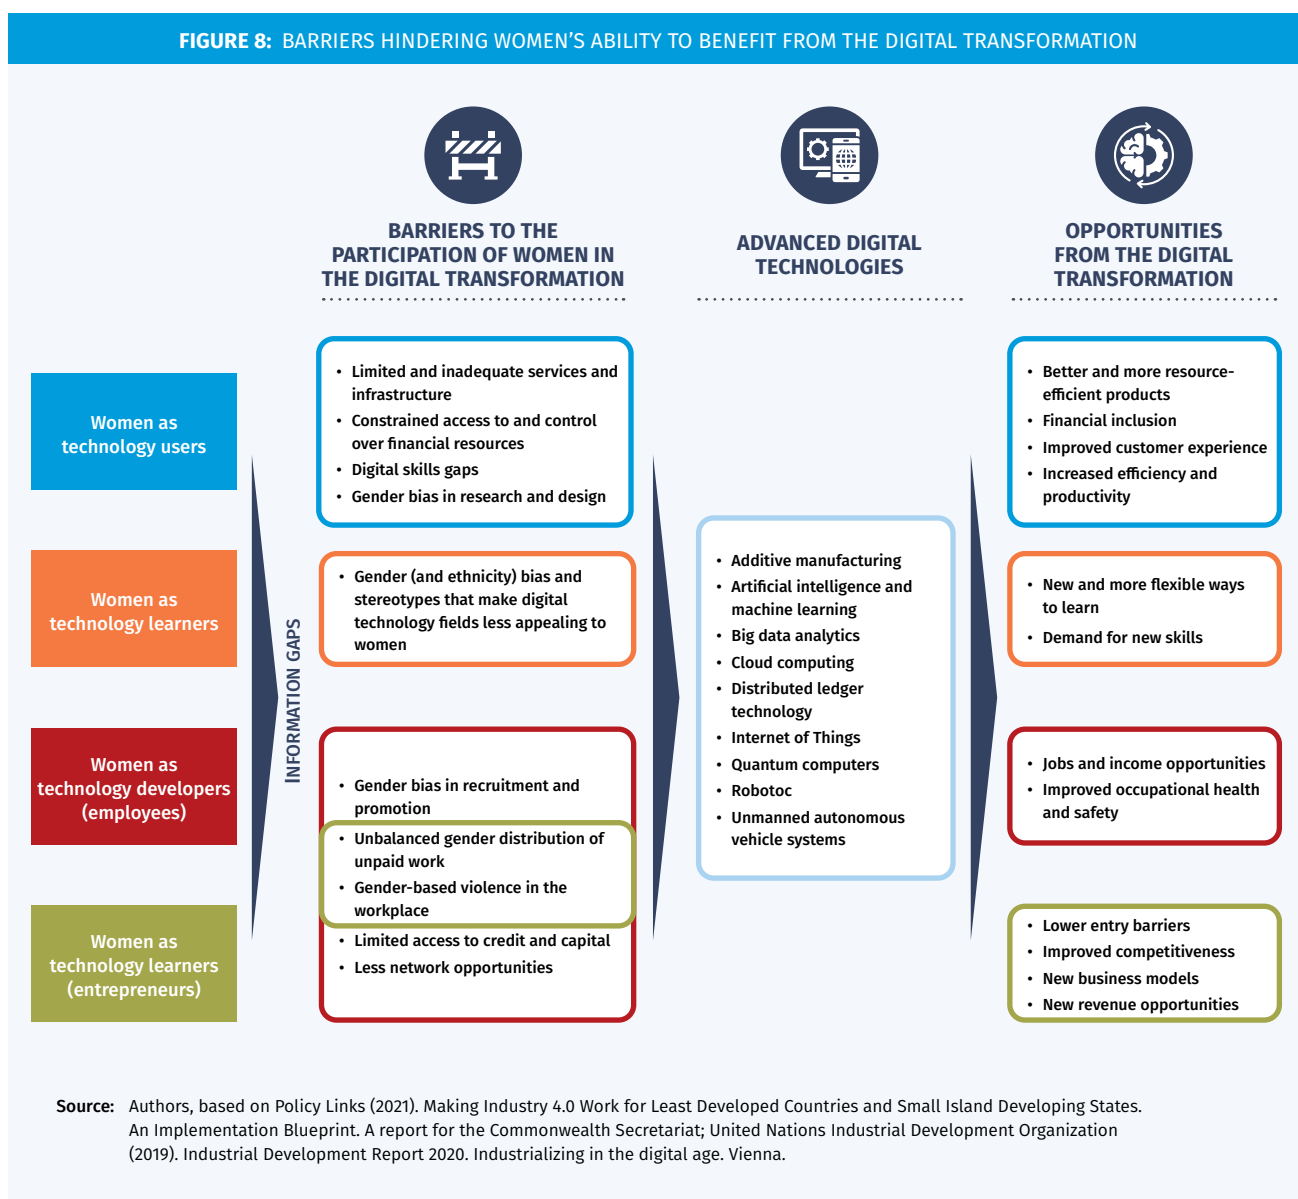 FIGURE 8: BARRIERS HINDERING WOMEN’S ABILITY TO BENEFIT FROM THE DIGITAL TRANSFORMATION
BARRIERS TO THE
PARTICIPATION OF WOMEN IN
THE DIGITAL TRANSFORMATION
ADVANCED DIGITAL
TECHNOLOGIES
OPPORTUNITIES
FROM THE DIGITAL
TRANSFORMATION
Women as
technology users
Women as
technology learners
Women as
technology developers
(employees)
Women as
technology learners
(entrepreneurs)
INFORMATION GAPS
• Limited and inadequate services and
infrastructure
• Constrained access to and control
over financial resources
• Digital skills gaps
• Gender bias in research and design
• Gender (and ethnicity) bias and
stereotypes that make digital
technology fields less appealing to
women
• Gender bias in recruitment and
promotion
• Unbalanced gender distribution of
unpaid work
• Gender-based violence in the
workplace
• Limited access to credit and capital
• Less network opportunities
• Additive manufacturing
• Artificial intelligence and
machine learning
• Big data analytics
• Cloud computing
• Distributed ledger
technology
• Internet of Things
• Quantum computers
• Robotoc
• Unmanned autonomous
vehicle systems
• Better and more resource-
efficient products
• Financial inclusion
• Improved customer experience
• Increased efficiency and
productivity
• New and more flexible ways
to learn
• Demand for new skills
• Jobs and income opportunities
• Improved occupational health
and safety
• Lower entry barriers
• Improved competitiveness
• New business models
• New revenue opportunities
Source: Authors, based on Policy Links (2021). Making Industry 4.0 Work for Least Developed Countries and Small Island Developing States.
An Implementation Blueprint. A report for the Commonwealth Secretariat; United Nations Industrial Development Organization
(2019). Industrial Development Report 2020. Industrializing in the digital age. Vienna.